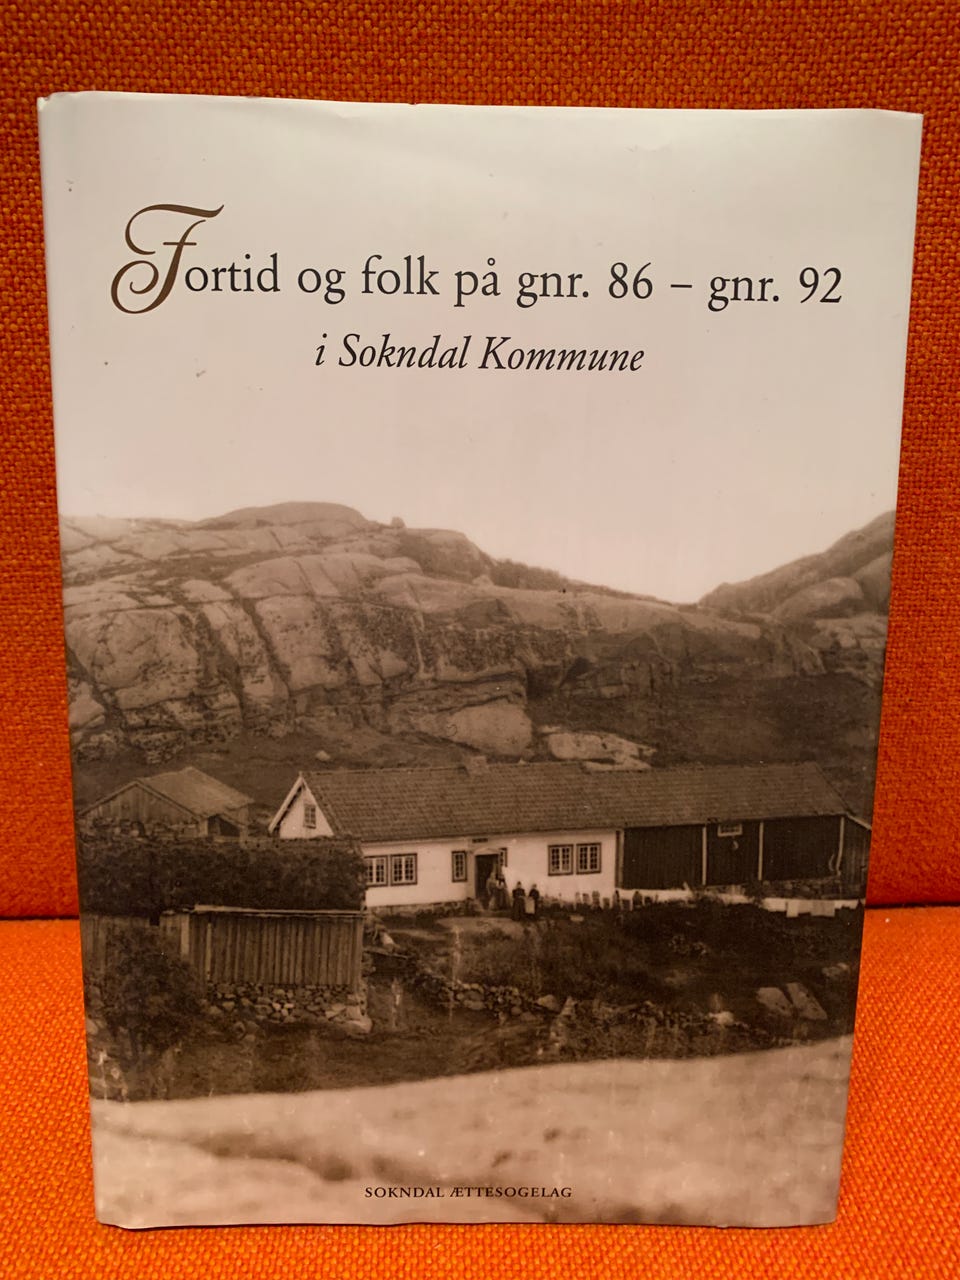 Fortid og folk på gnr. 86 – gnr. 92
i Sokndal Kommune
SOKNDAL ÆTTESOGELAG